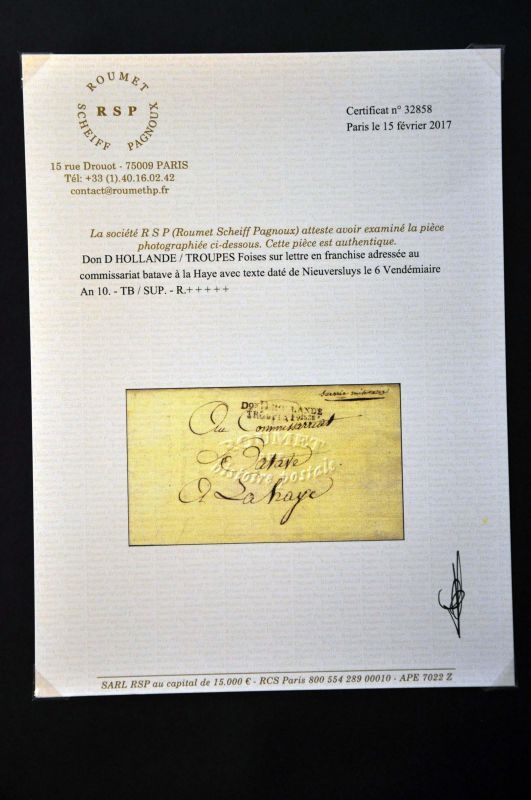 ROUMET
SCHEIFF PAGNOUX
R S P
15 rue Drouot - 75009 PARIS
Tél: +33 (1).40.16.02.42
contact@roumethp.fr
Certificat n° 32858
Paris le 15 février 2017
La société R S P (Roumet Scheiff Pagnoux) atteste avoir examiné la pièce
photographiée ci-dessous. Cette pièce est authentique.
Don D HOLLANDE / TROUPES Foises sur lettre en franchise adressée au
commissariat batave à la Haye avec texte daté de Nieuversluys le 6 Vendémiaire
An 10. - TB / SUP. - R.+ + + + +
Don D HOLLANDE
TROUPES Foises
Au Commissariat
Batave
A La haye
ROUMET
histoire postale
SARL RSP au capital de 15.000 € - RCS Paris 800 554 289 00010 - APE 7022 Z